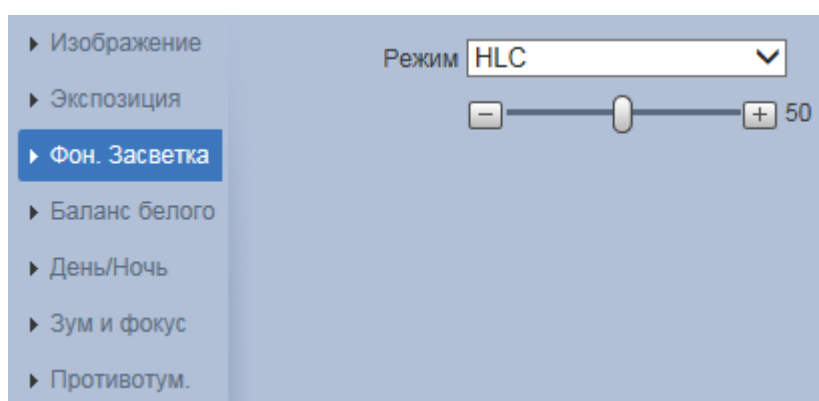 Изображение
Экспозиция
Фон. Засветка
Баланс белого
День/Ночь
Зум и фокус
Противотум.
Режим HLC
50